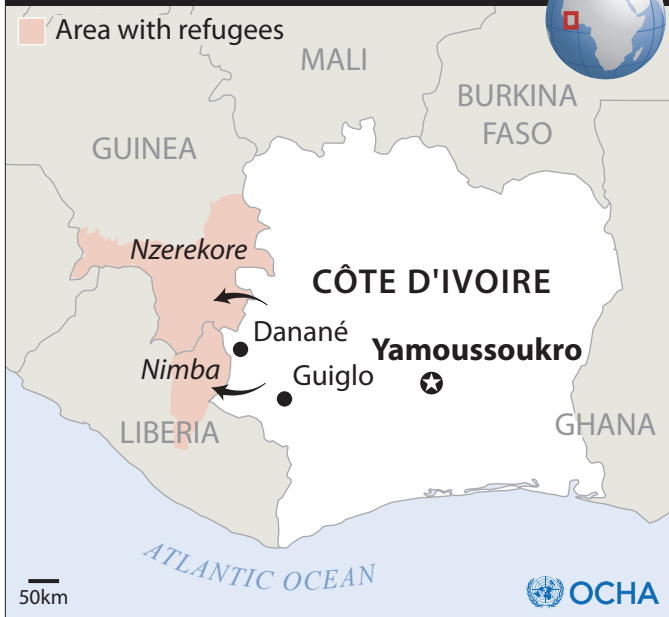 Area with refugees
MALI
BURKINA
FASO
GUINEA
Nzerekore
CÔTE D'IVOIRE
Danané
Yamoussoukro
Nimba
Guiglo
LIBERIA
GHANA
ATLANTIC OCEAN
50km
OCHA